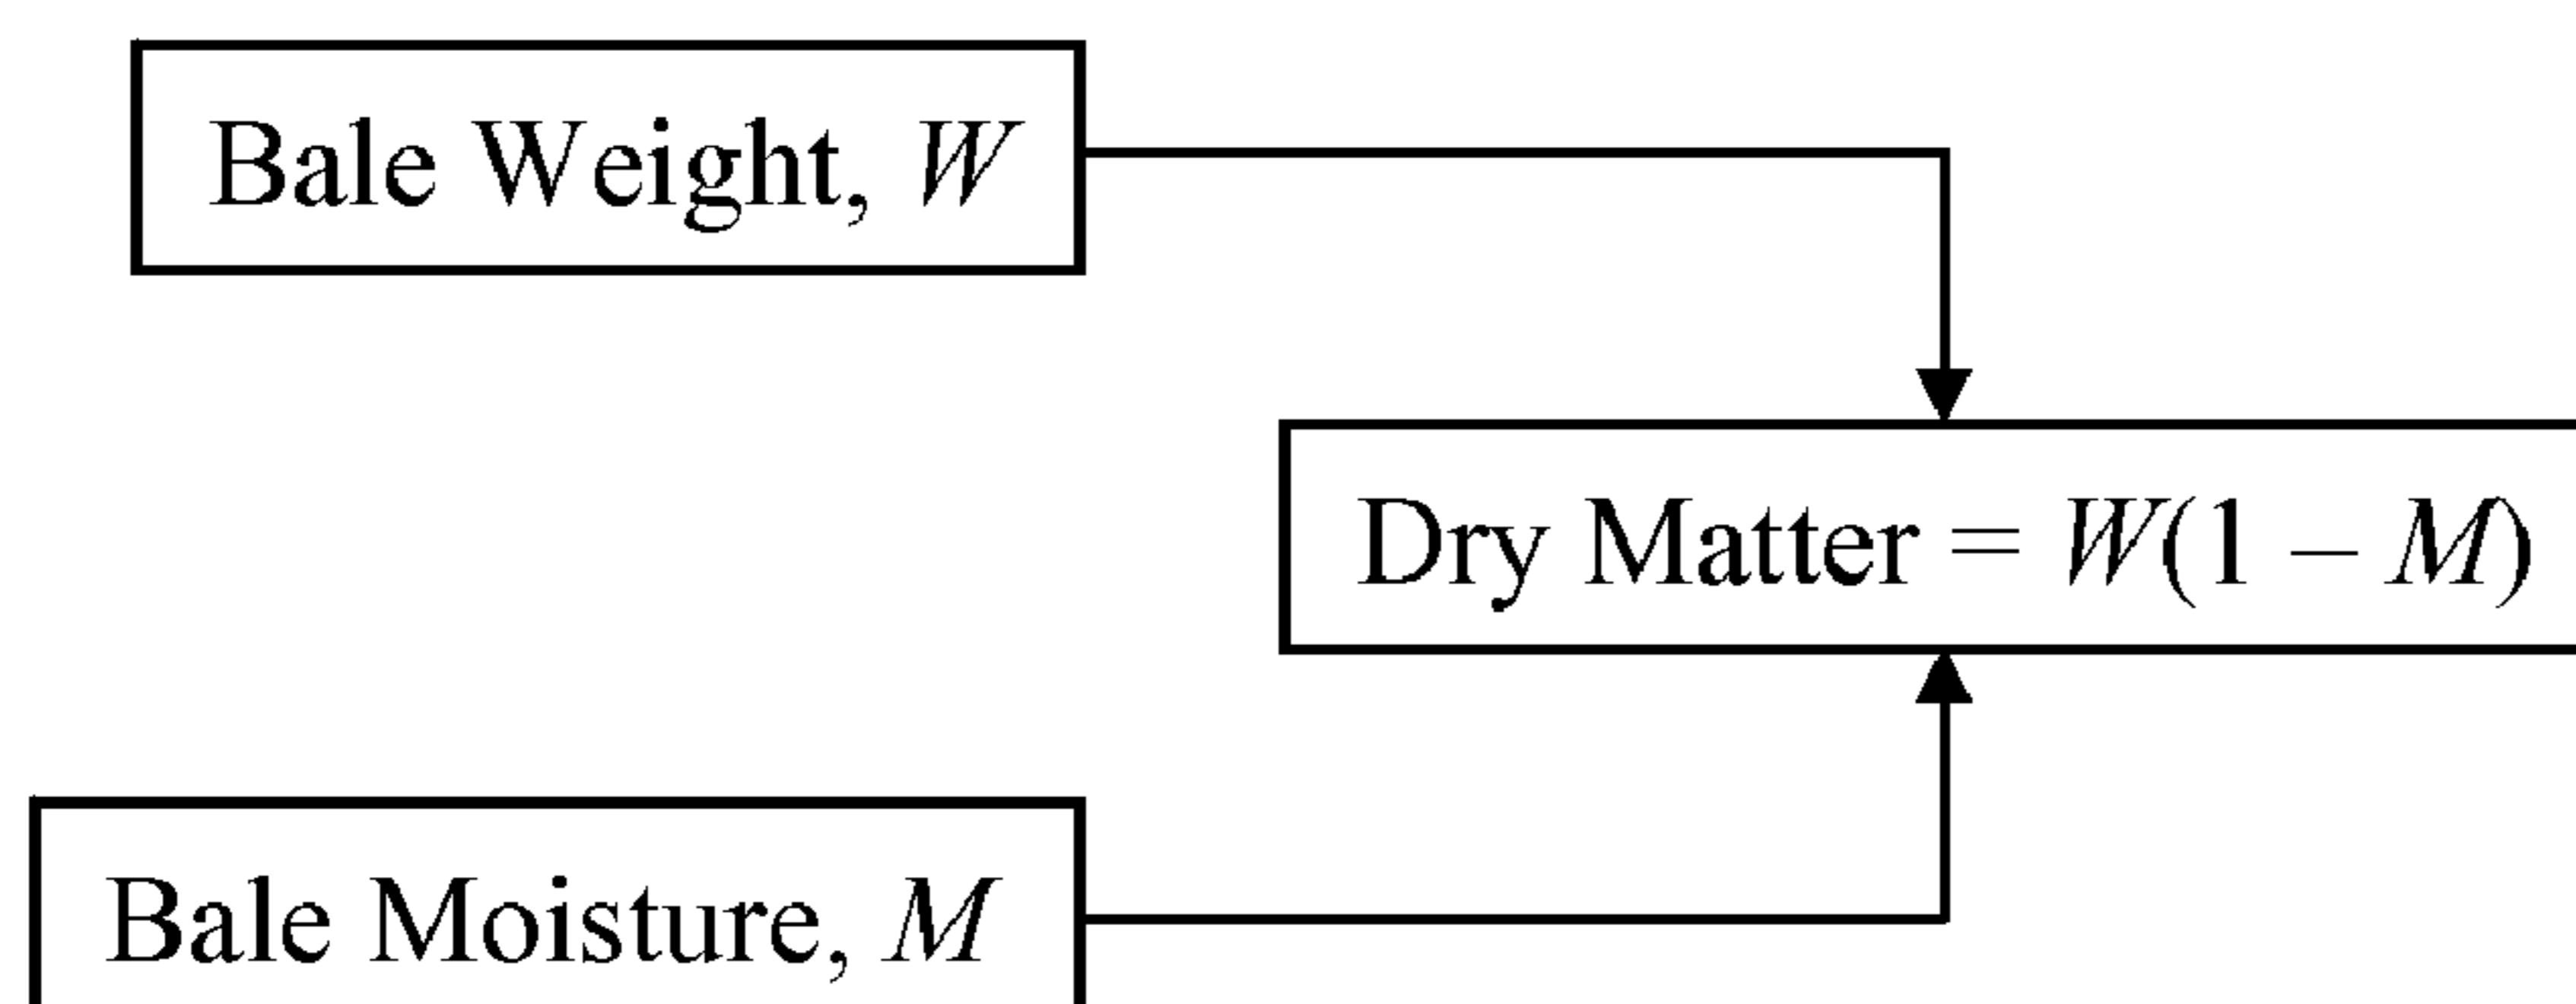 Bale Weight, W
Dry Matter = W(1 – M)
Bale Moisture, M